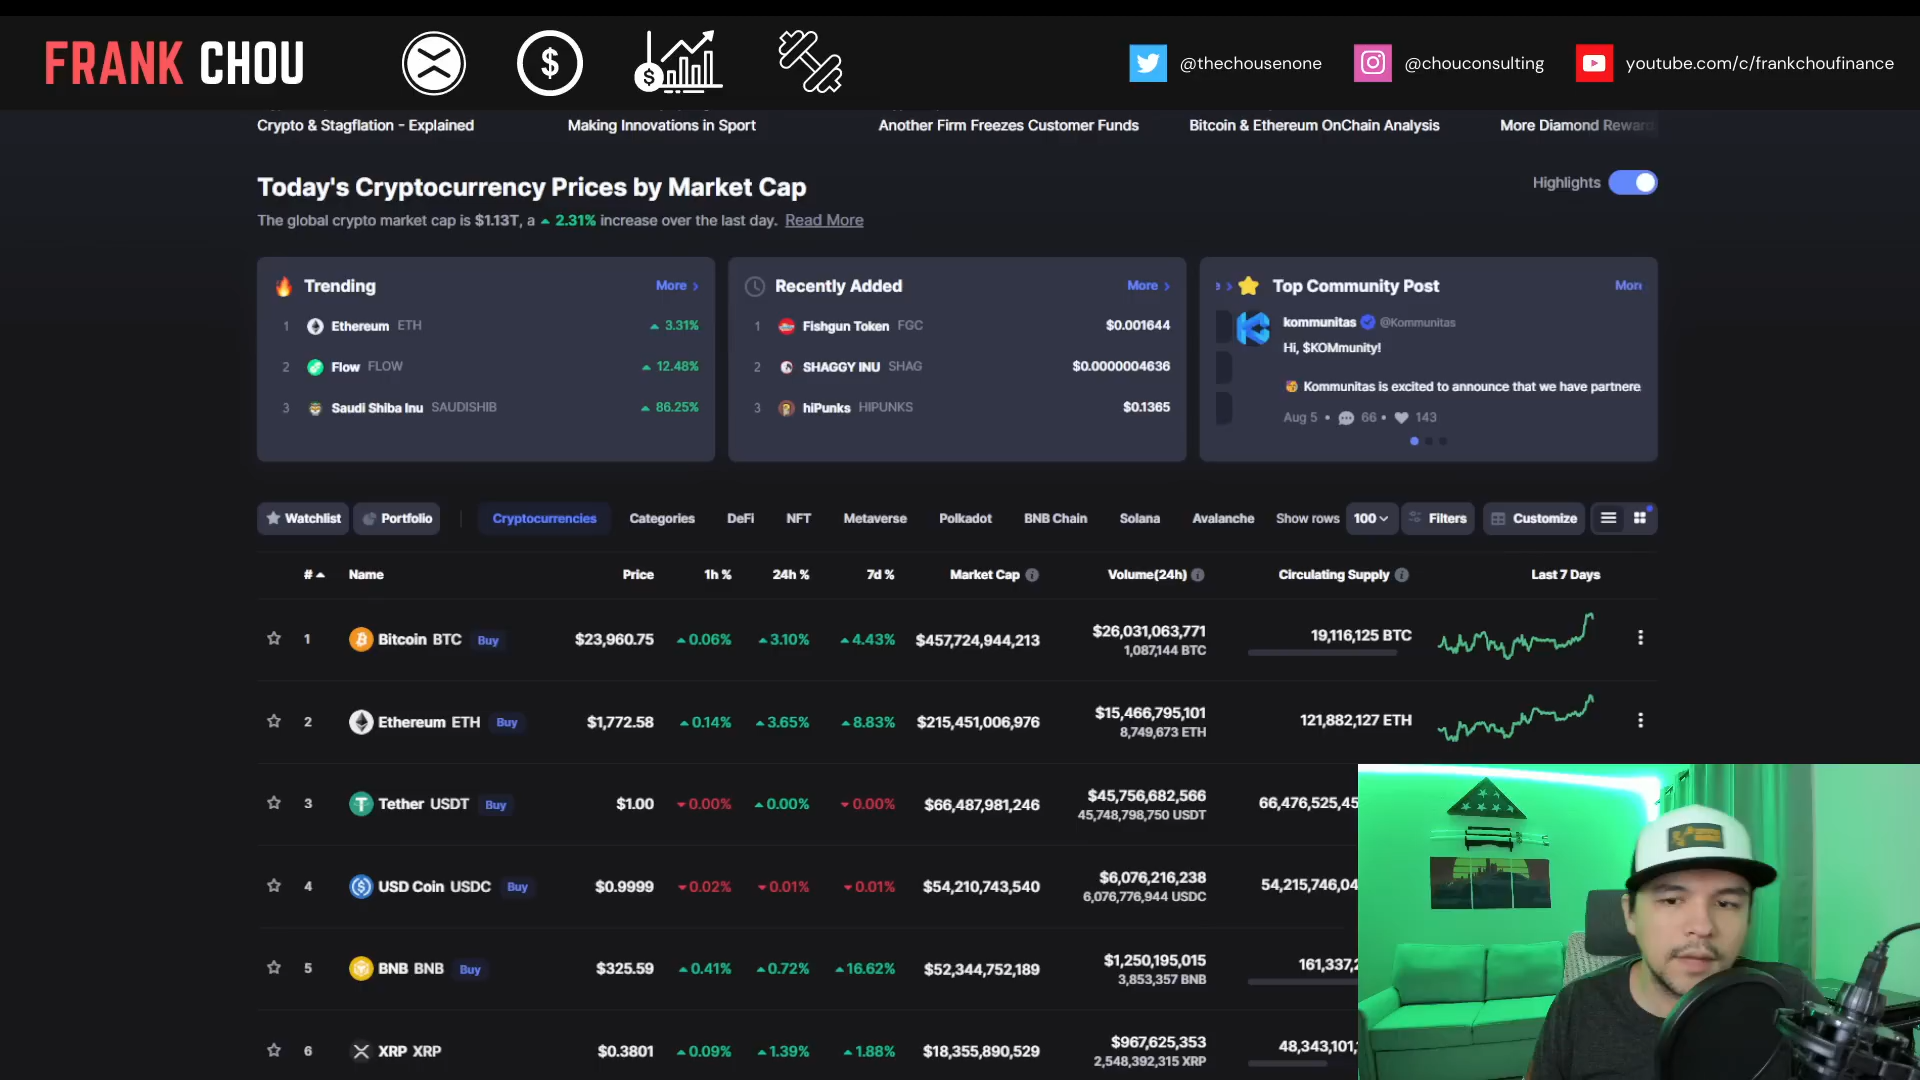 FRANK CHOU
@thechousenone
@chouconsulting
youtube.com/c/frankchoufinance
Crypto & Stagflation - Explained
Making Innovations in Sport
Another Firm Freezes Customer Funds
Bitcoin & Ethereum OnChain Analysis
More Diamond Reward
Today's Cryptocurrency Prices by Market Cap
Highlights
The global crypto market cap is $1.13T, a 2.31% increase over the last day. Read More
Trending More
1 Ethereum ETH 3.31%
2 Flow FLOW 12.48%
3 Saudi Shiba Inu SAUDISHIB 86.25%
Recently Added More
1 Fishgun Token FGC $0.001644
2 SHAGGY INU SHAG $0.0000004636
3 hiPunks HIPUNKS $0.1365
Top Community Post
kommunitas @Kommunitas
Hi, $KOMmunity!
Kommunitas is excited to announce that we have partnere
Aug 5 • 66 • 143
Watchlist Portfolio Cryptocurrencies Categories DeFi NFT Metaverse Polkadot BNB Chain Solana Avalanche Show rows 100 Filters Customize
# Name Price 1h % 24h % 7d % Market Cap Volume(24h) Circulating Supply Last 7 Days
1 Bitcoin BTC Buy $23,960.75 0.06% 3.10% 4.43% $457,724,944,213 $26,031,063,771 19,116,125 BTC
1,087,144 BTC
2 Ethereum ETH Buy $1,772.58 0.14% 3.65% 8.83% $215,451,006,976 $15,466,795,101 121,882,127 ETH
8,749,673 ETH
3 Tether USDT Buy $1.00 0.00% 0.00% 0.00% $66,487,981,246 $45,756,682,566 66,476,525,45
45,748,798,750 USDT
4 USD Coin USDC Buy $0.9999 0.02% 0.01% 0.01% $54,210,743,540 $6,076,216,238 54,215,746,04
6,076,776,944 USDC
5 BNB BNB Buy $325.59 0.41% 0.72% 16.62% $52,344,752,189 $1,250,195,015 161,337,2
3,853,357 BNB
6 XRP XRP $0.3801 0.09% 1.39% 1.88% $18,355,890,529 $967,625,353 48,343,101,
2,548,392,315 XRP